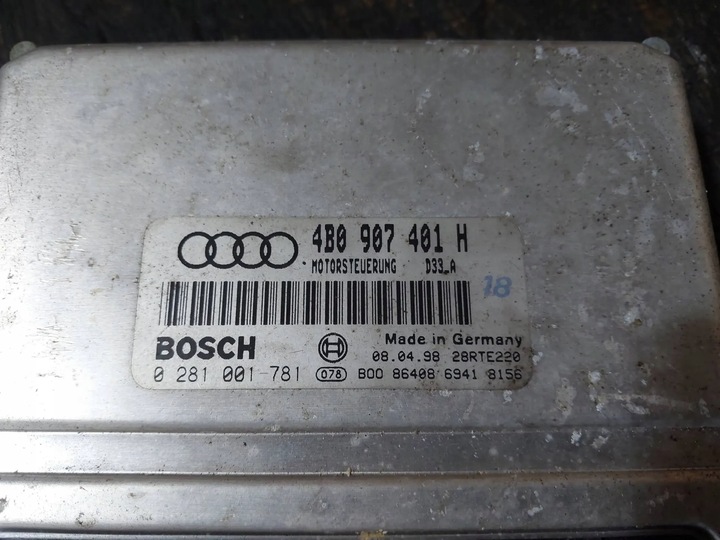 4B0 907 401 H
MOTORSTEUERUNG D33_A
18
BOSCH
Made in Germany
08.04.98 28RTE220
0 281 001 781 078 B00 86408 6941 8156